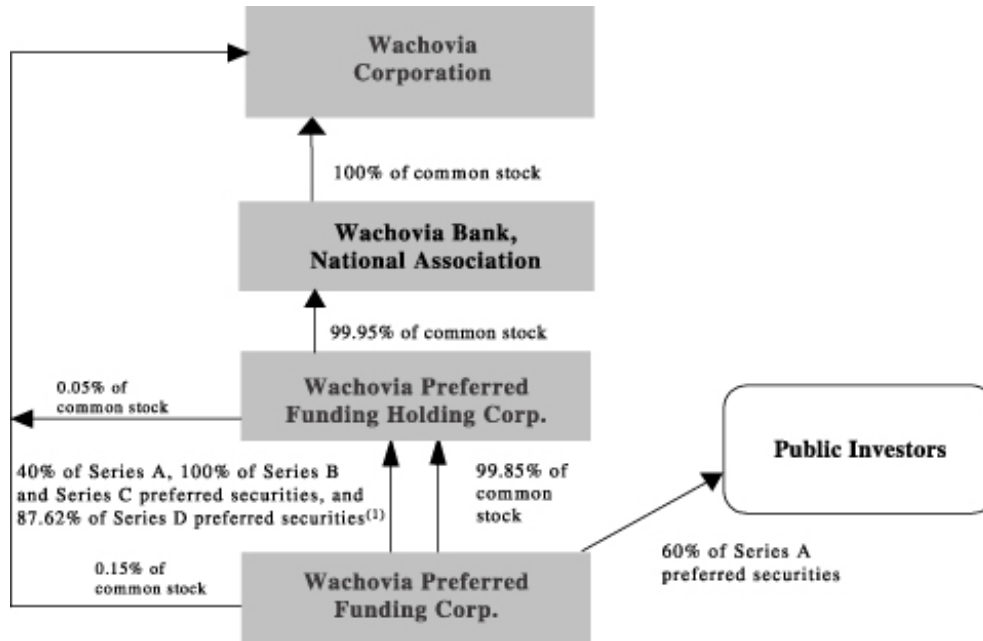 Wachovia
Corporation
100% of common stock
Wachovia Bank,
National Association
99.95% of common stock
0.05% of
common stock
Wachovia Preferred
Funding Holding Corp.
Public Investors
40% of Series A, 100% of Series B
and Series C preferred securities, and
87.62% of Series D preferred securities(1)
99.85% of
common
stock
60% of Series A
preferred securities
0.15% of
common stock
Wachovia Preferred
Funding Corp.